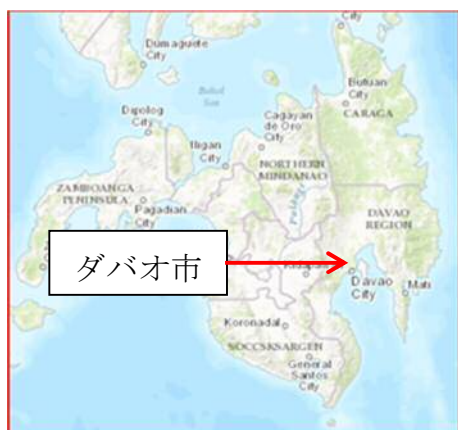 City
Dumaguete
City
Bohol
Sea
Butuan
City
CARAGA
Dipolog
City
Cagayan
de Oro
City
Iligan
City
NORTHERN
MINDANAO
ZAMBOANGA
PENINSULA
Pagadian
City
DAVAO
REGION
ダバオ市
Davao
City
Mati
Koronadal
SOCCSKSARGEN
General
Santos
City